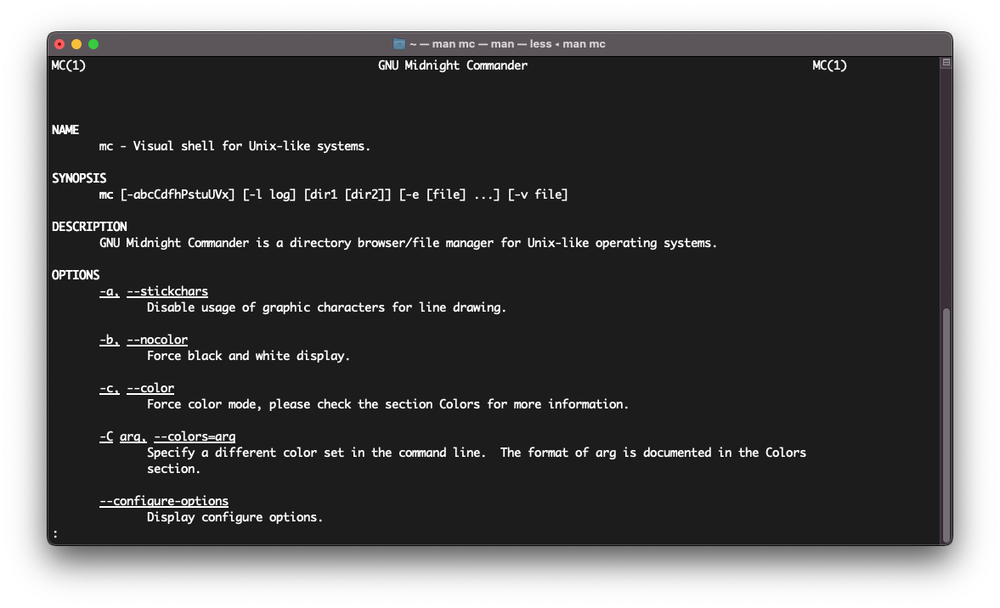 ~ — man mc — man — less ◂ man mc
MC(1) GNU Midnight Commander MC(1)
NAME
mc - Visual shell for Unix-like systems.
SYNOPSIS
mc [-abcCdfhPstuUVx] [-l log] [dir1 [dir2]] [-e [file] ...] [-v file]
DESCRIPTION
GNU Midnight Commander is a directory browser/file manager for Unix-like operating systems.
OPTIONS
-a, --stickchars
Disable usage of graphic characters for line drawing.
-b, --nocolor
Force black and white display.
-c, --color
Force color mode, please check the section Colors for more information.
-C arg, --colors=arg
Specify a different color set in the command line.  The format of arg is documented in the Colors
section.
--configure-options
Display configure options.
: